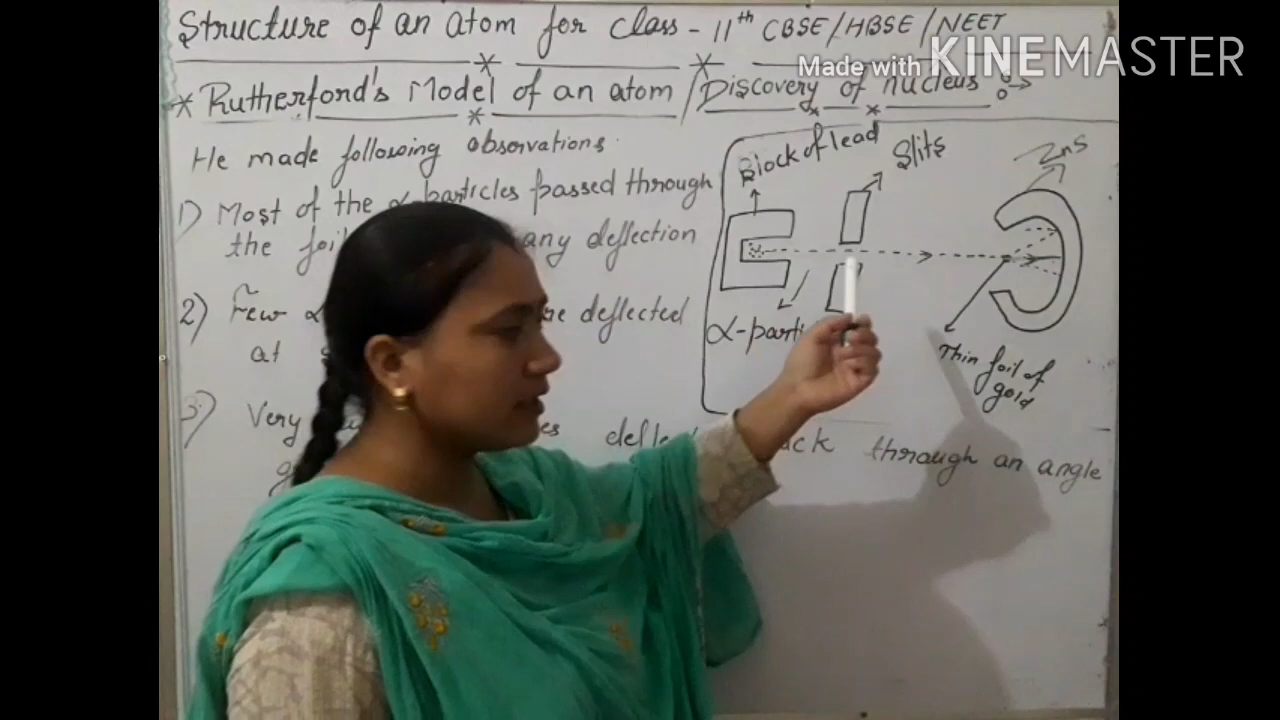 Structure of an atom for class - 11th CBSE/HBSE/NEET
Made with KINEMASTER
* Rutherford's Model of an atom / Discovery of nucleus
He made following observations.
1) Most of the α-particles passed through
the foil any deflection
2) Few deflected
at
3) Very back through an angle
Block of lead
Slits
ZnS
Thin foil of
gold